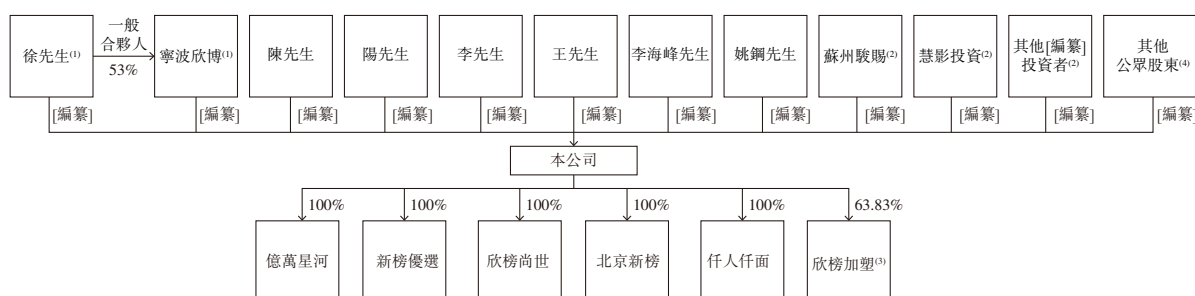 一般
合夥人
53%
徐先生(1)
寧波欣博(1)
陳先生
陽先生
李先生
王先生
李海峰先生
姚鋼先生
蘇州駿賜(2)
慧影投資(2)
其他[編纂]
投資者(2)
其他
公眾股東(4)
[編纂] [編纂] [編纂] [編纂] [編纂] [編纂] [編纂] [編纂] [編纂] [編纂] [編纂] [編纂]
本公司
100% 100% 100% 100% 100% 63.83%
億萬星河
新榜優選
欣榜尚世
北京新榜
仟人仟面
欣榜加塑(3)